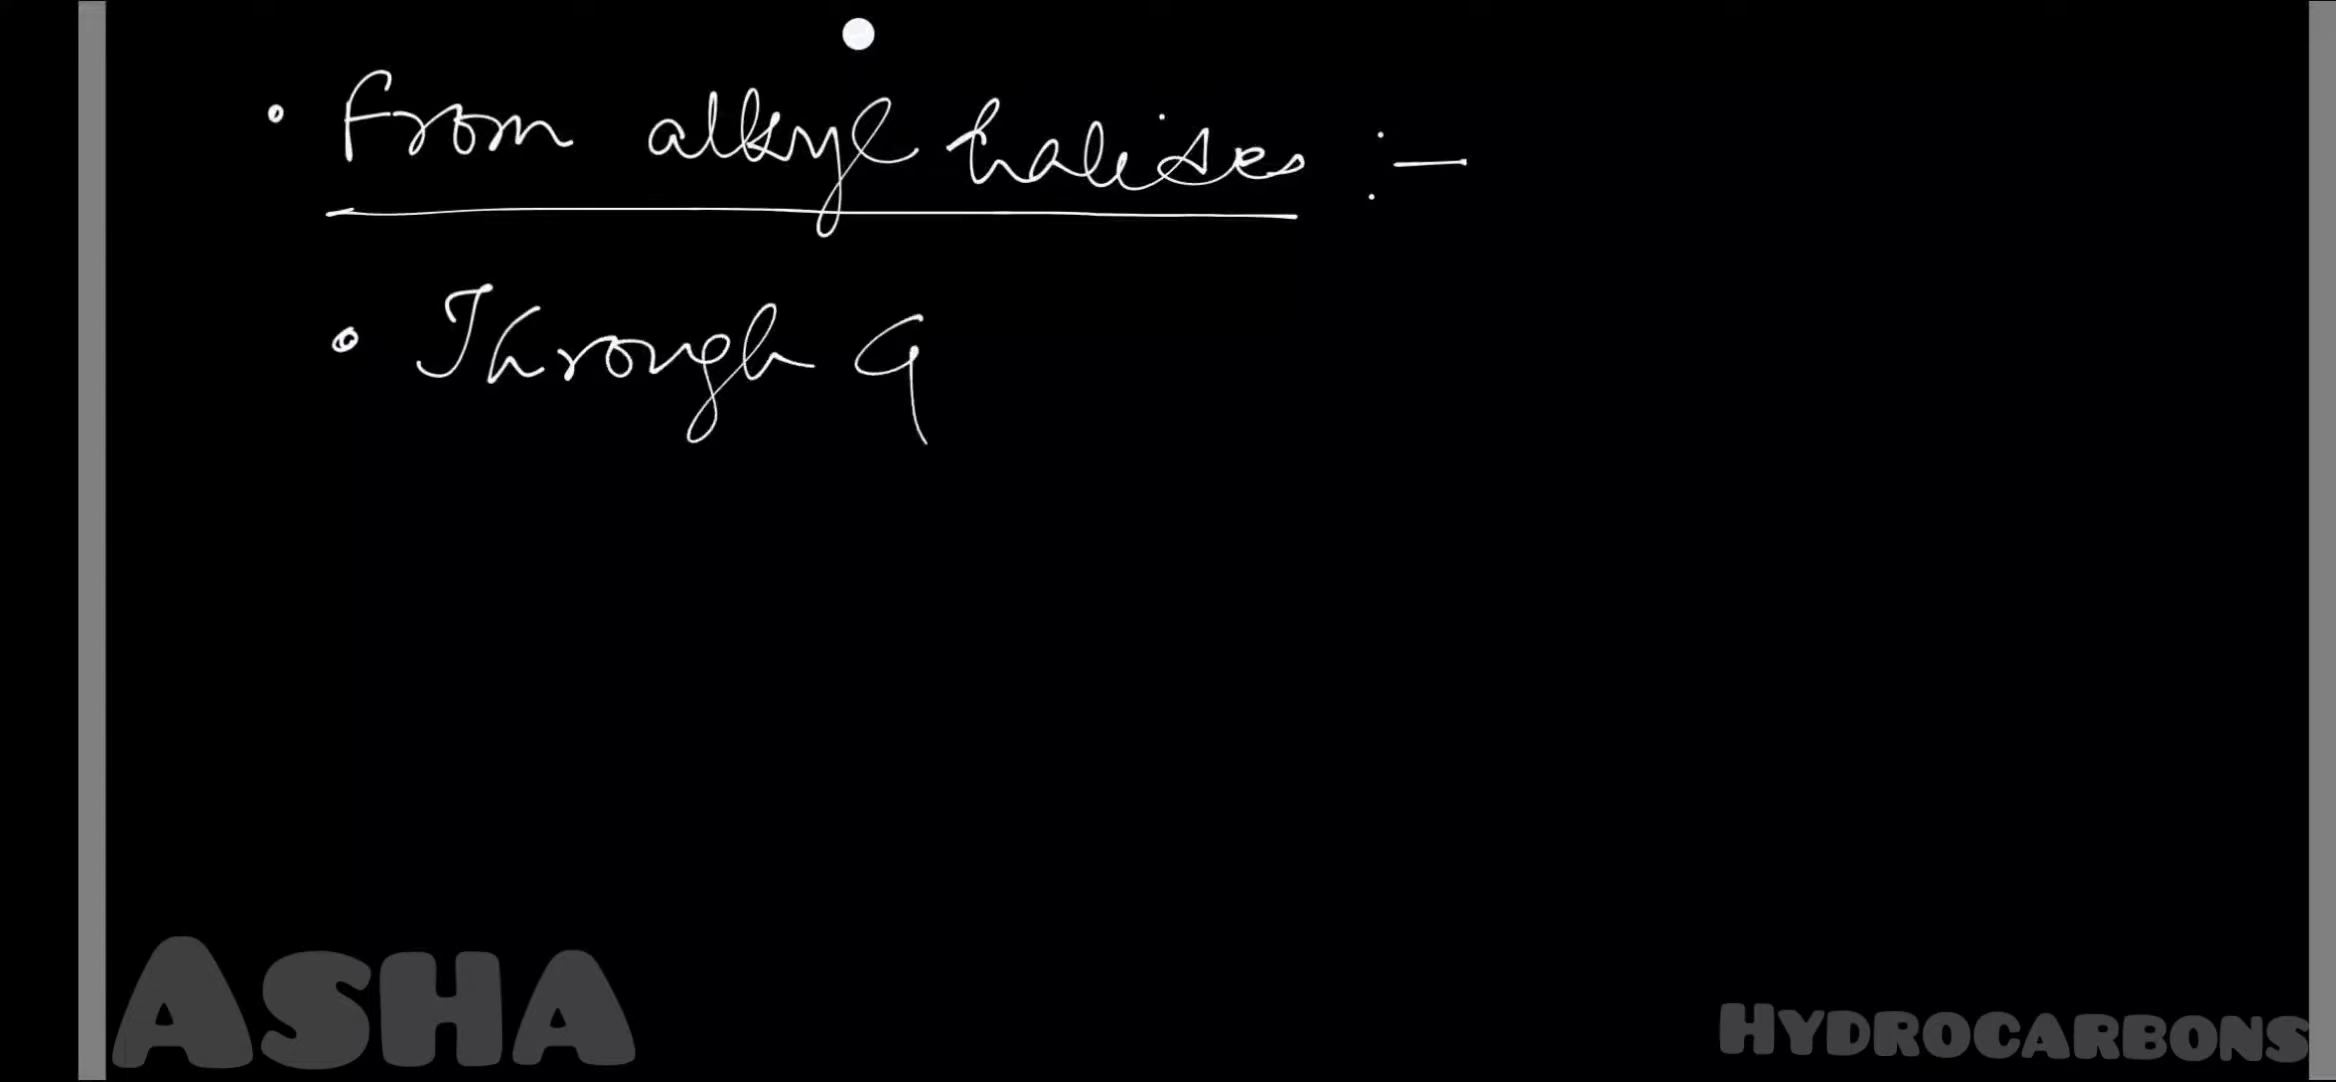 • From alkyl halides :-
• Through G
ASHA
HYDROCARBONS